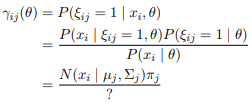 γij(θ) = P(ξij = 1 | xi, θ)
= P(xi | ξij = 1, θ)P(ξij = 1 | θ) / P(xi | θ)
= N(xi | μj, Σj)πj / ?